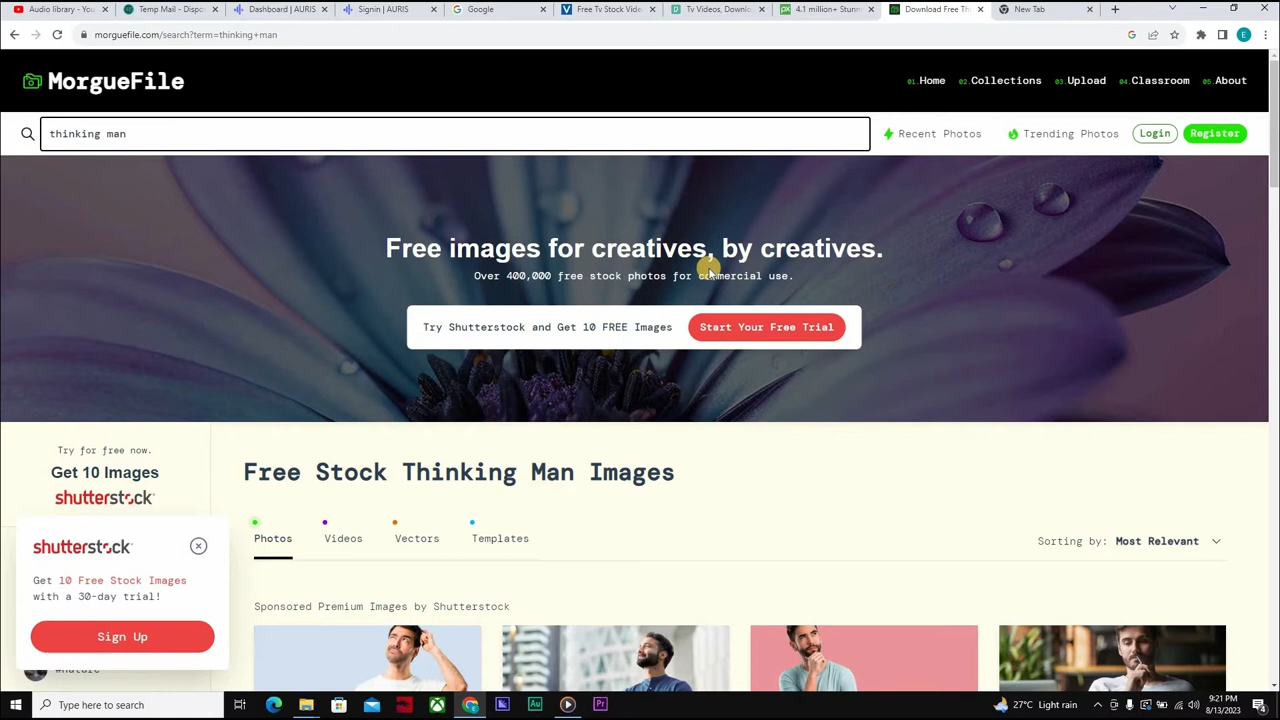 Audio library - Yo
Temp Mail - Dispo
Dashboard | AURIS
Signin | AURIS
Google
Free Tv Stock Video
Tv Videos, Downlo
4.1 million+ Stunn
Download Free Th
New Tab
morguefile.com/search?term=thinking+man
E
MorgueFile
01.Home
02.Collections
03.Upload
04.Classroom
05.About
thinking man
Recent Photos
Trending Photos
Login
Register
Free images for creatives, by creatives.
Over 400,000 free stock photos for commercial use.
Try Shutterstock and Get 10 FREE Images
Start Your Free Trial
Try for free now.
Get 10 Images
shutterstock
Free Stock Thinking Man Images
Photos
Videos
Vectors
Templates
Sorting by: Most Relevant
shutterstock
Get 10 Free Stock Images
with a 30-day trial!
Sign Up
#nature
Sponsored Premium Images by Shutterstock
Type here to search
Au
Pr
27°C Light rain
9:21 PM
8/13/2023